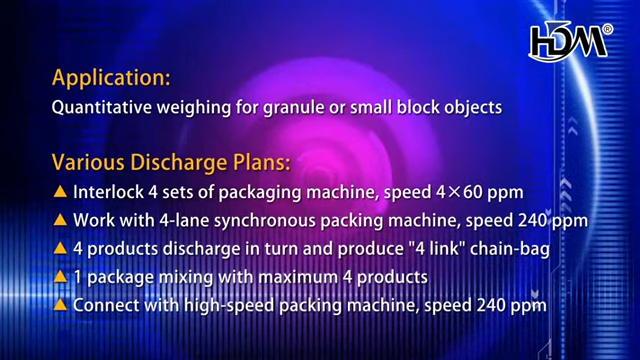 HDM®
Application:
Quantitative weighing for granule or small block objects
Various Discharge Plans:
▲ Interlock 4 sets of packaging machine, speed 4×60 ppm
▲ Work with 4-lane synchronous packing machine, speed 240 ppm
▲ 4 products discharge in turn and produce "4 link" chain-bag
▲ 1 package mixing with maximum 4 products
▲ Connect with high-speed packing machine, speed 240 ppm